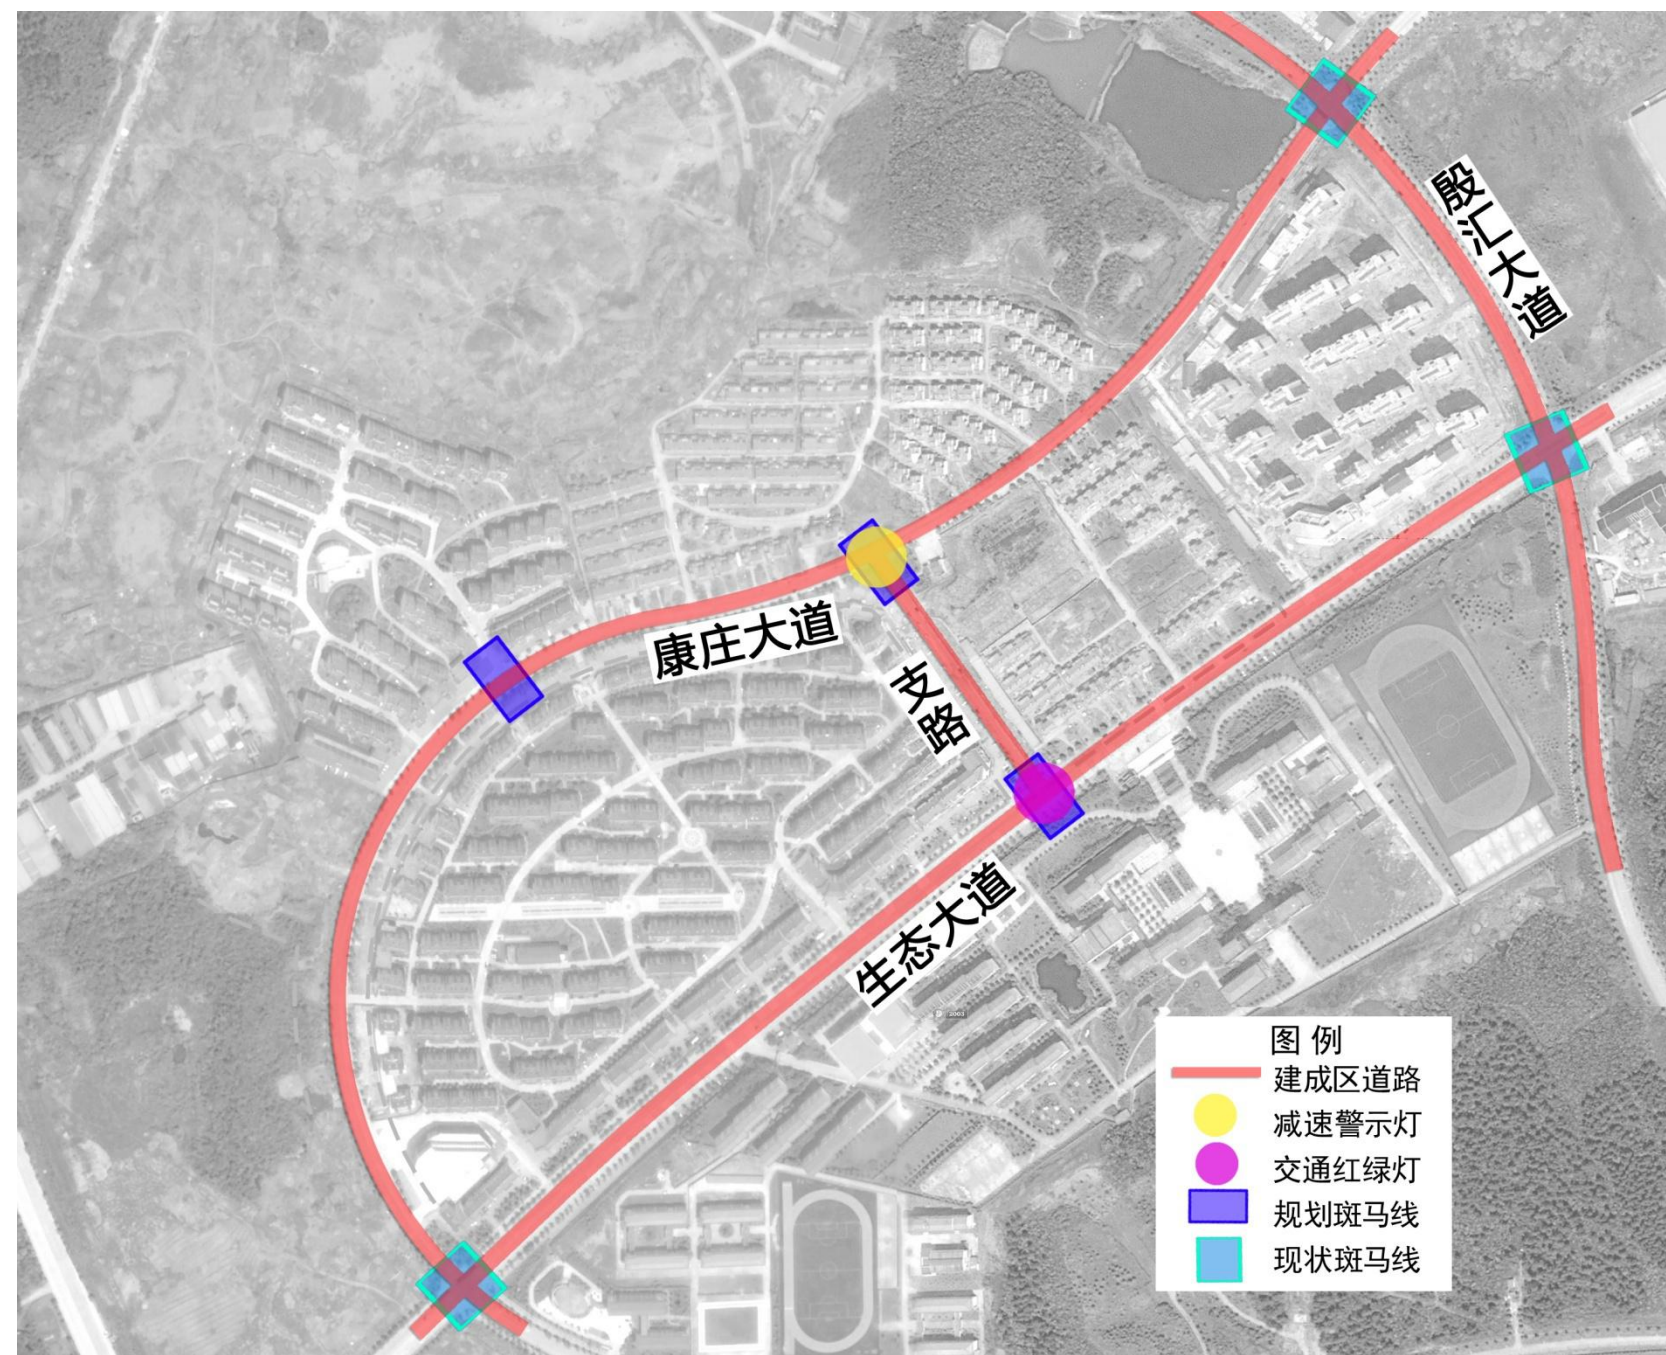 殷汇大道
康庄大道
支路
生态大道
图例
建成区道路
减速警示灯
交通红绿灯
规划斑马线
现状斑马线